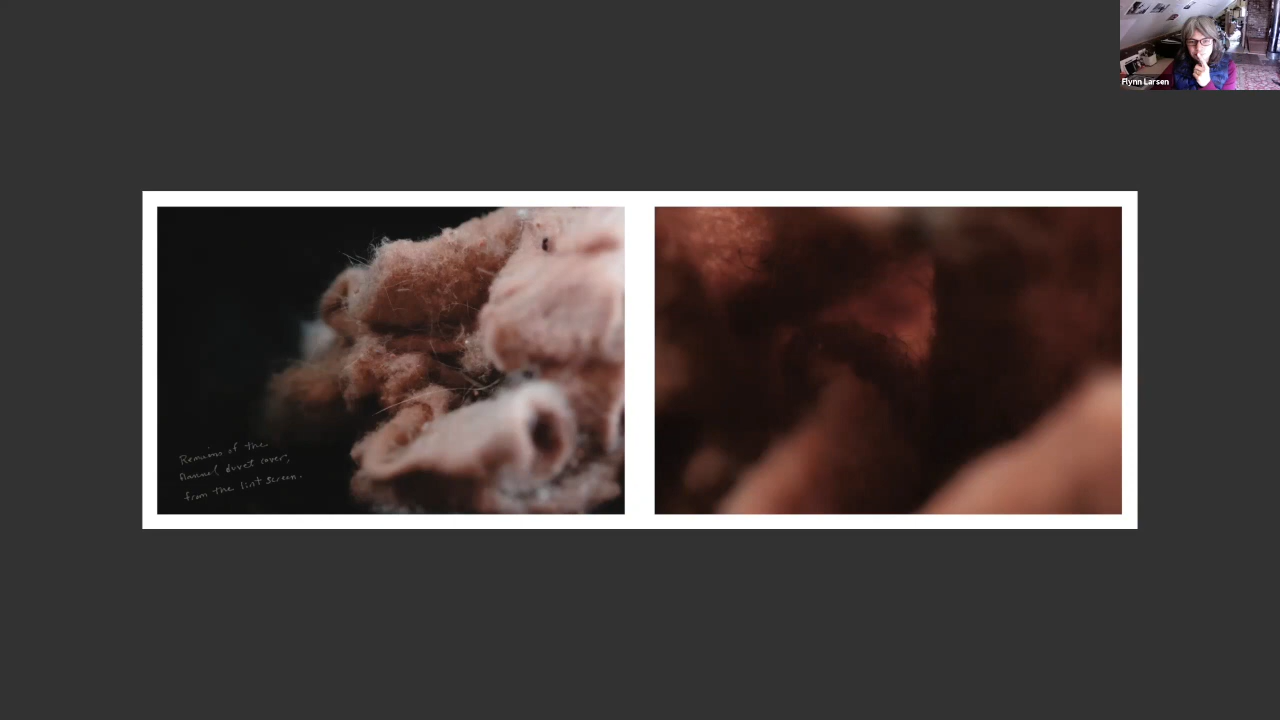 Flynn Larsen
Remains of the
flannel duvet cover,
from the lint screen.